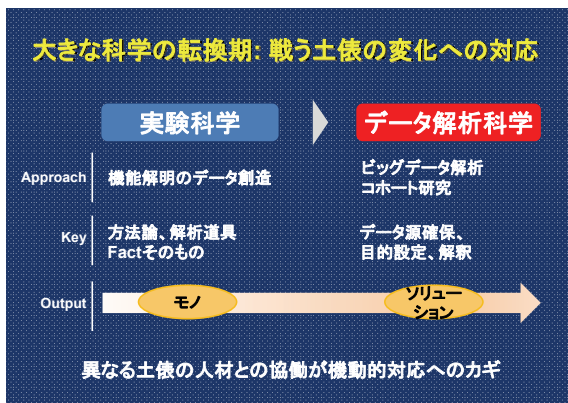 大きな科学の転換期: 戦う土俵の変化への対応
実験科学
データ解析科学
Approach
機能解明のデータ創造
ビッグデータ解析
コホート研究
Key
方法論、解析道具
Factそのもの
データ源確保、
目的設定、解釈
Output
モノ
ソリュー
ション
異なる土俵の人材との協働が機動的対応へのカギ